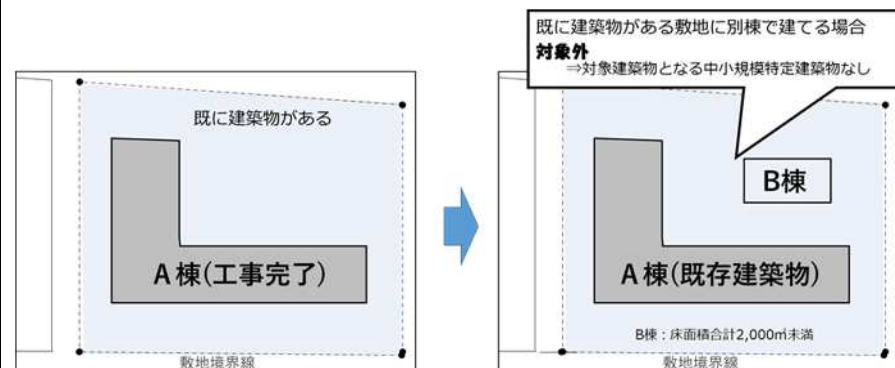 既に建築物がある
A棟(工事完了)
敷地境界線
既に建築物がある敷地に別棟で建てる場合
対象外
⇒対象建築物となる中小規模特定建築物なし
B棟
A棟(既存建築物)
B棟：床面積合計2,000㎡未満
敷地境界線